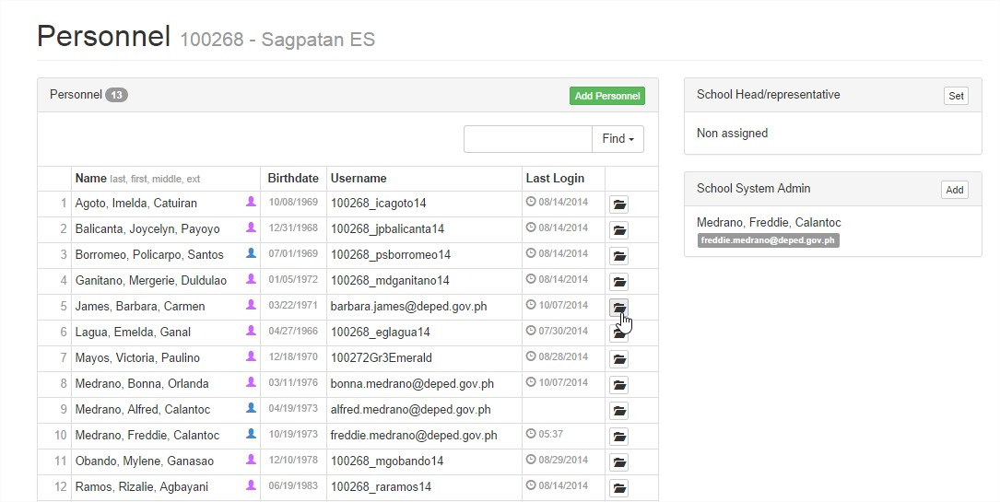 Personnel 100268 - Sagpatan ES
Personnel 13 Add Personnel
Find
Name last, first, middle, ext Birthdate Username Last Login
1 Agoto, Imelda, Catuiran 10/08/1969 100268_icagoto14 08/14/2014
2 Balicanta, Joycelyn, Payoyo 12/31/1968 100268_jpbalicanta14 08/14/2014
3 Borromeo, Policarpo, Santos 07/01/1969 100268_psborromeo14 08/14/2014
4 Ganitano, Mergerie, Duldulao 01/05/1972 100268_mdganitano14 08/14/2014
5 James, Barbara, Carmen 03/22/1971 barbara.james@deped.gov.ph 10/07/2014
6 Lagua, Emelda, Ganal 04/27/1966 100268_eglagua14 07/30/2014
7 Mayos, Victoria, Paulino 12/18/1970 100272Gr3Emerald 08/28/2014
8 Medrano, Bonna, Orlanda 03/11/1976 bonna.medrano@deped.gov.ph 10/07/2014
9 Medrano, Alfred, Calantoc 04/19/1973 alfred.medrano@deped.gov.ph
10 Medrano, Freddie, Calantoc 10/19/1973 freddie.medrano@deped.gov.ph 05:37
11 Obando, Mylene, Ganasao 12/10/1978 100268_mgobando14 08/29/2014
12 Ramos, Rizalie, Agbayani 06/19/1983 100268_raramos14 08/14/2014
School Head/representative Set
Non assigned
School System Admin Add
Medrano, Freddie, Calantoc
freddie.medrano@deped.gov.ph